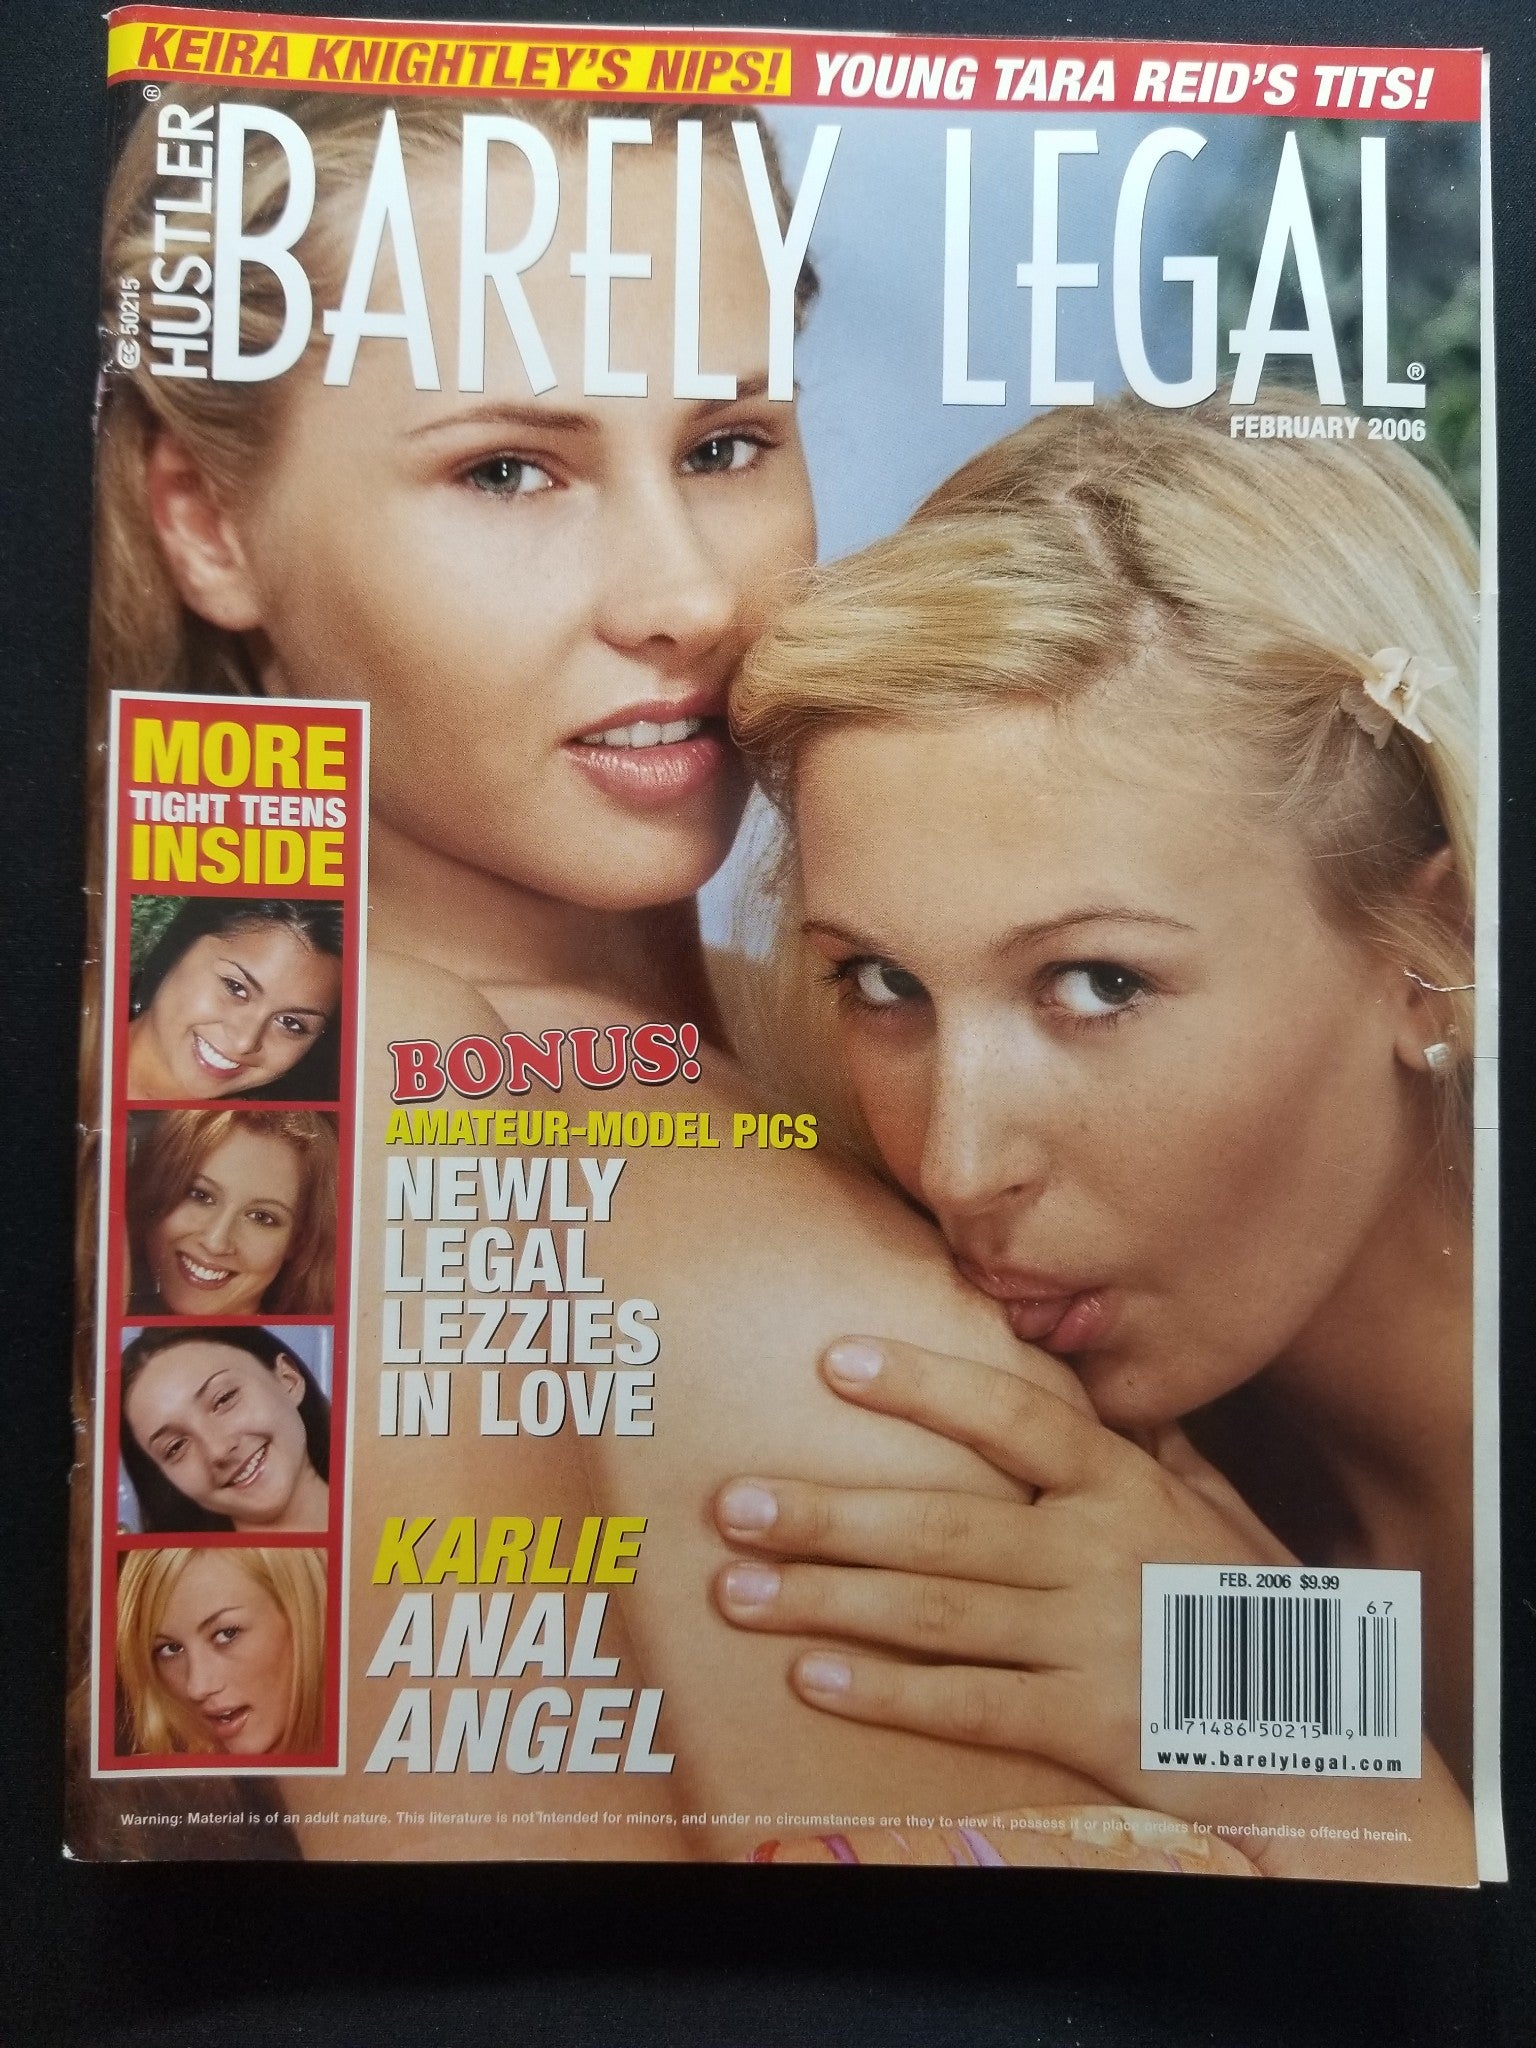 KEIRA KNIGHTLEY'S NIPS! YOUNG TARA REID'S TITS!
HUSTLER® BARELY LEGAL®
50215
FEBRUARY 2006
MORE
TIGHT TEENS
INSIDE
BONUS!
AMATEUR-MODEL PICS
NEWLY
LEGAL
LEZZIES
IN LOVE
KARLIE
ANAL
ANGEL
FEB. 2006 $9.99
67
0 71486 50215 9
www.barelylegal.com
Warning: Material is of an adult nature. This literature is not intended for minors, and under no circumstances are they to view it, possess it or place orders for merchandise offered herein.